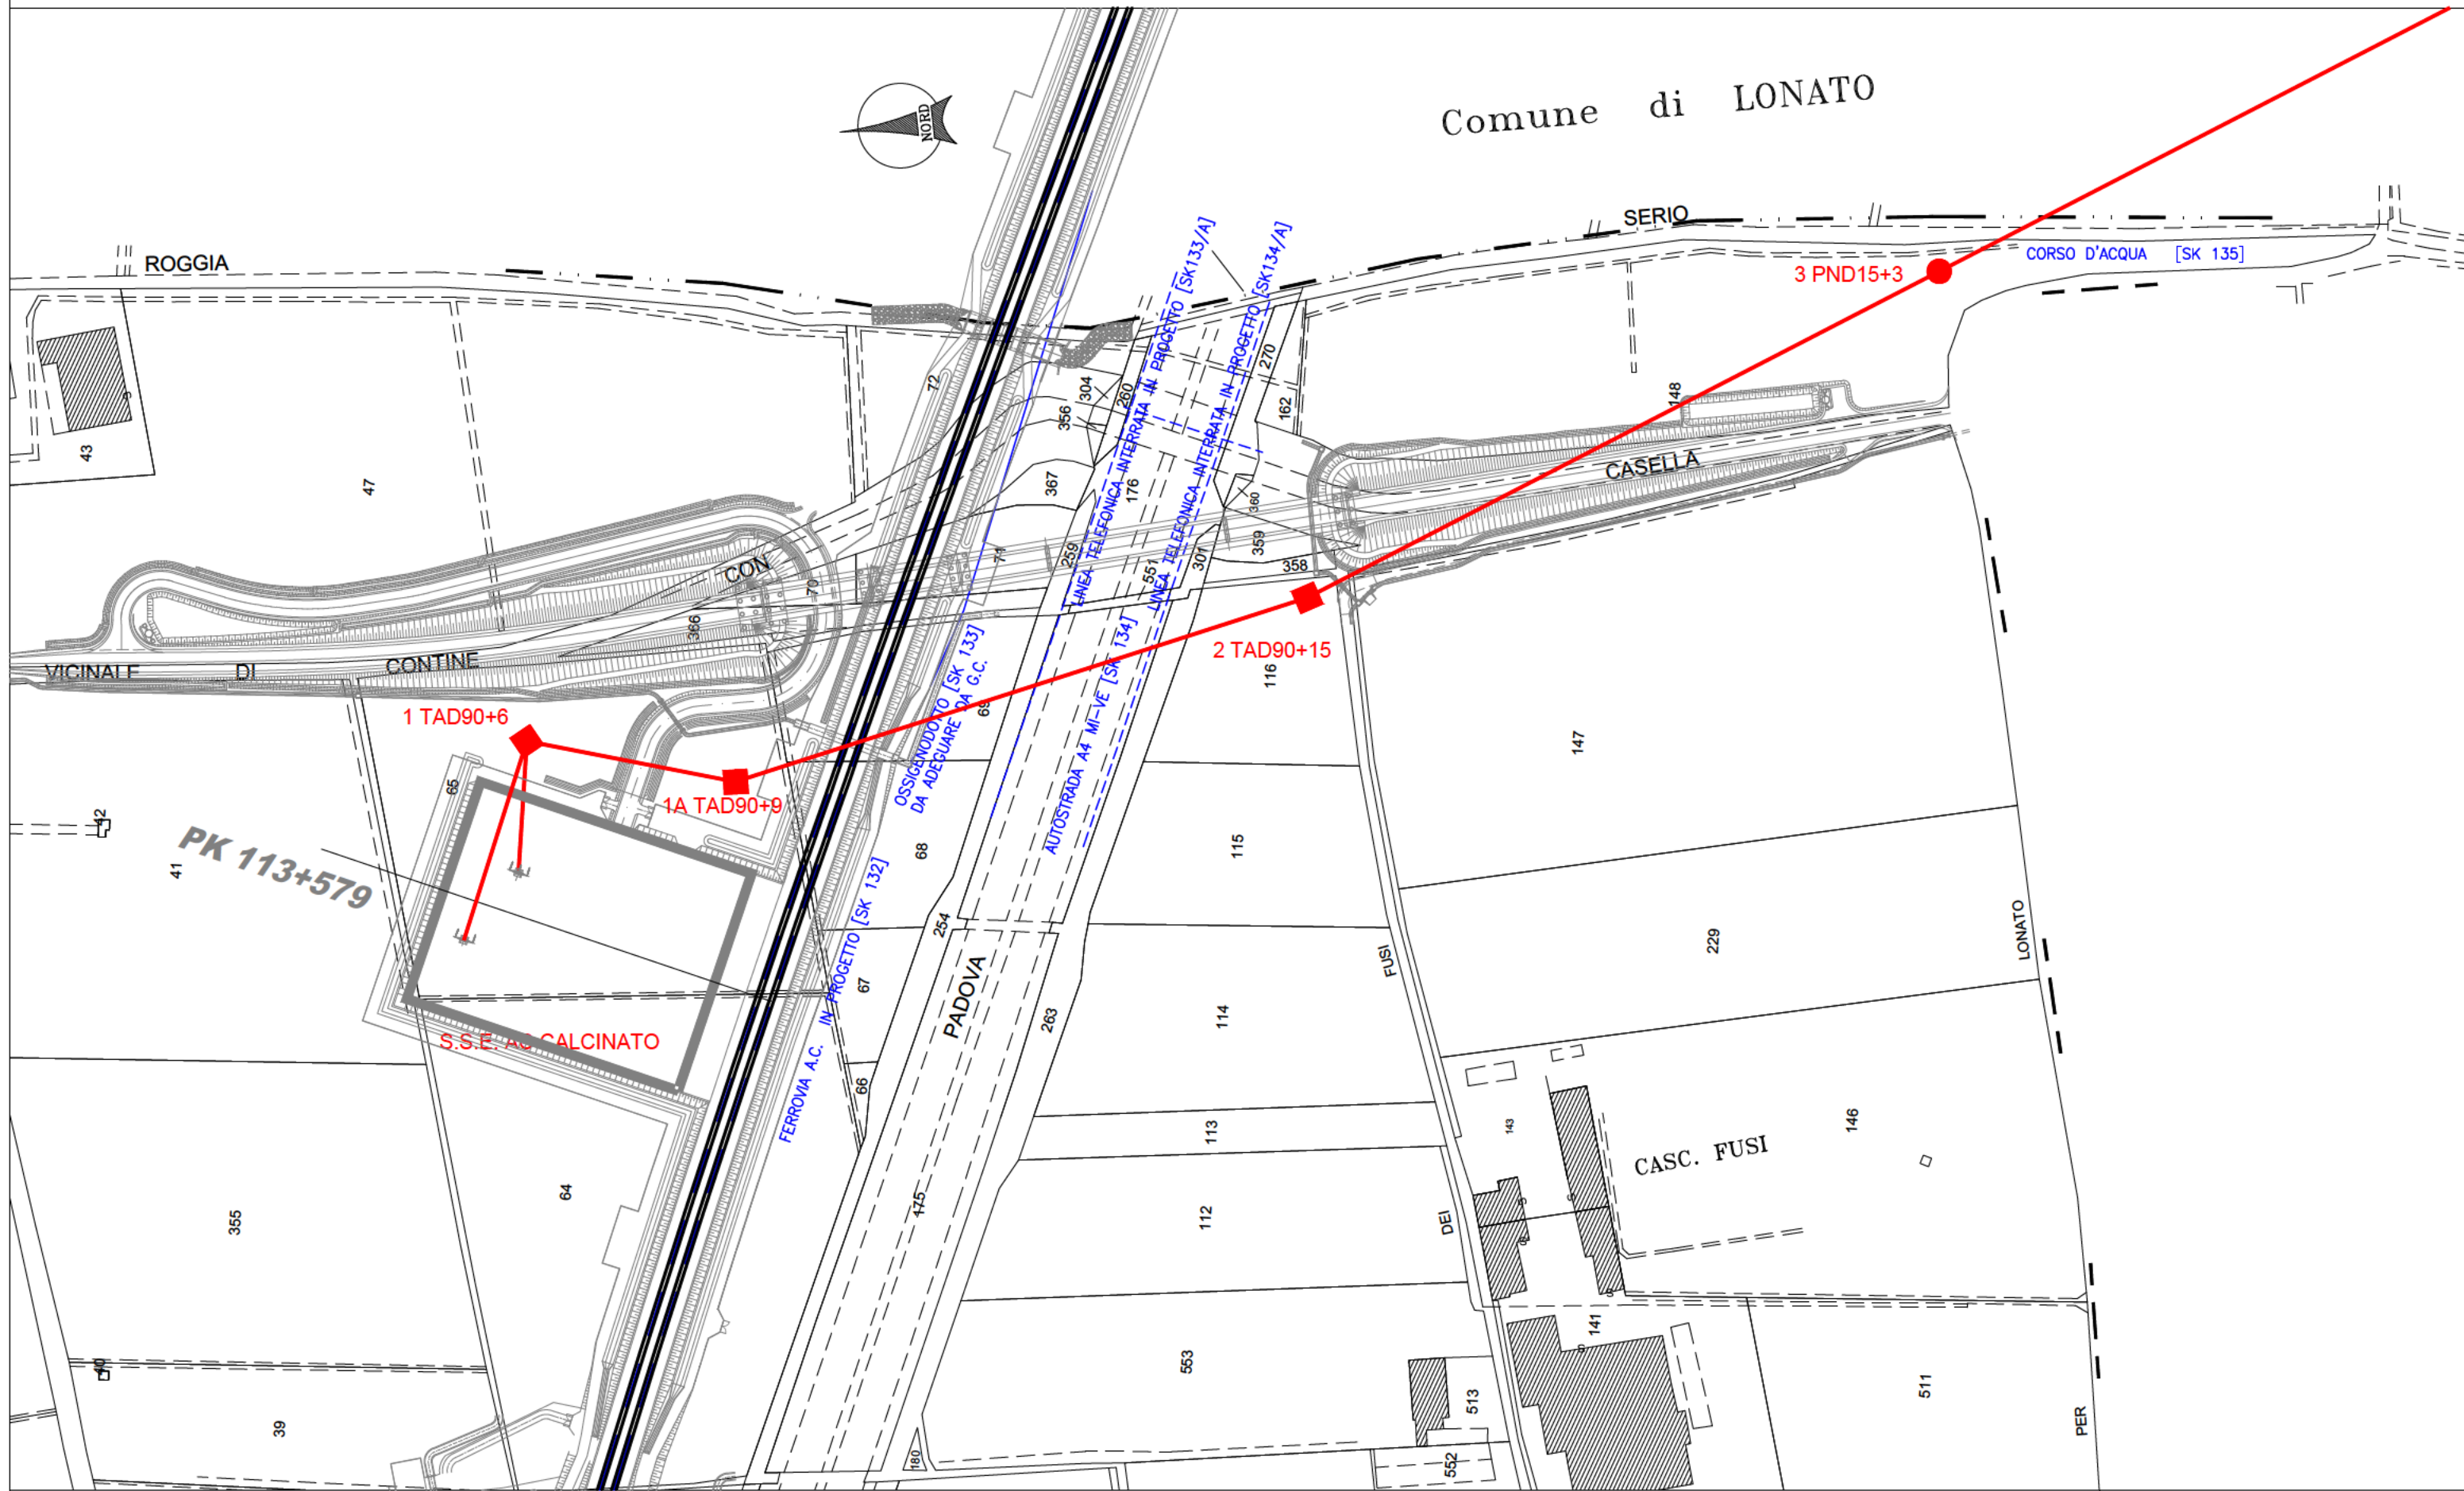 Comune di LONATO
NORD
ROGGIA
SERIO
CORSO D'ACQUA [SK 135]
3 PND15+3
LINEA TELEFONICA INTERRATA IN PROGETTO [SK133/A]
LINEA TELEFONICA INTERRATA IN PROGETTO [SK134/A]
43
47
72
304
356
260
270
162
148
367
176
360
359
358
301
551
259
71
70
CON
366
CASELLA
VICINALE DI CONTINE
1 TAD90+6
1A TAD90+9
2 TAD90+15
OSSIGENODOTTO [SK 133]
DA ADEGUARE DA G.C.
69
AUTOSTRADA A4 MI-VE [SK 134]
116
147
65
42
41
PK 113+579
68
115
254
67
FERROVIA A.C. IN PROGETTO [SK 132]
PADOVA
263
114
FUSI
229
LONATO
S.S.E. AC CALCINATO
66
113
143
146
CASC. FUSI
64
355
175
112
DEI
141
553
513
511
40
39
180
552
PER